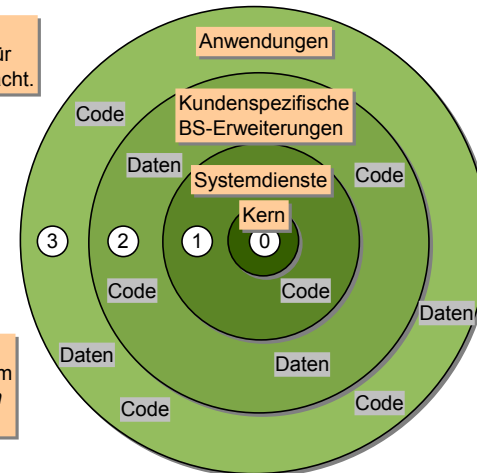 ür
acht.
Anwendungen
Code
Kundenspezifische
BS-Erweiterungen
Daten
Code
Systemdienste
Kern
3
2
1
0
Code
Code
Daten
Daten
Daten
m
Code
Code